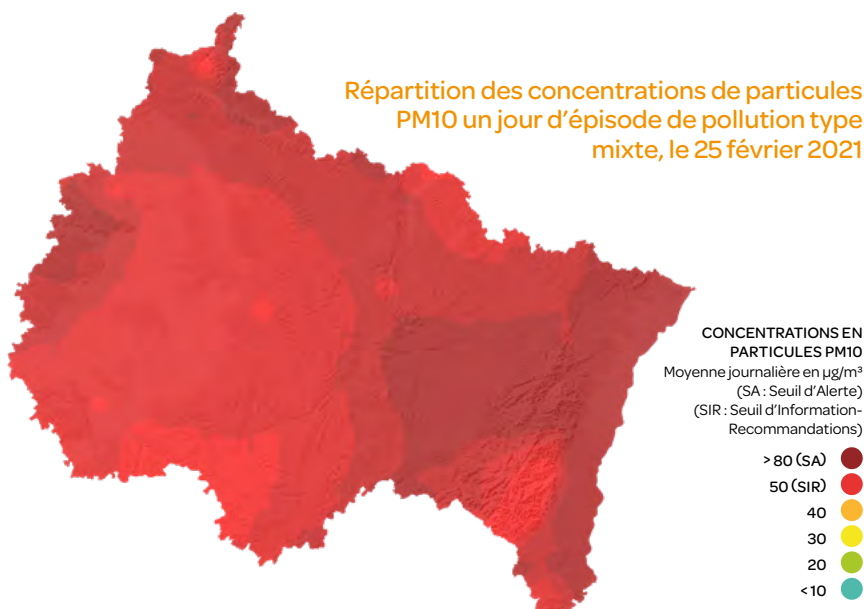 Répartition des concentrations de particules
PM10 un jour d'épisode de pollution type
mixte, le 25 février 2021
CONCENTRATIONS EN
PARTICULES PM10
Moyenne journalière en µg/m³
(SA : Seuil d'Alerte)
(SIR : Seuil d'Information-
Recommandations)
> 80 (SA)
50 (SIR)
40
30
20
< 10